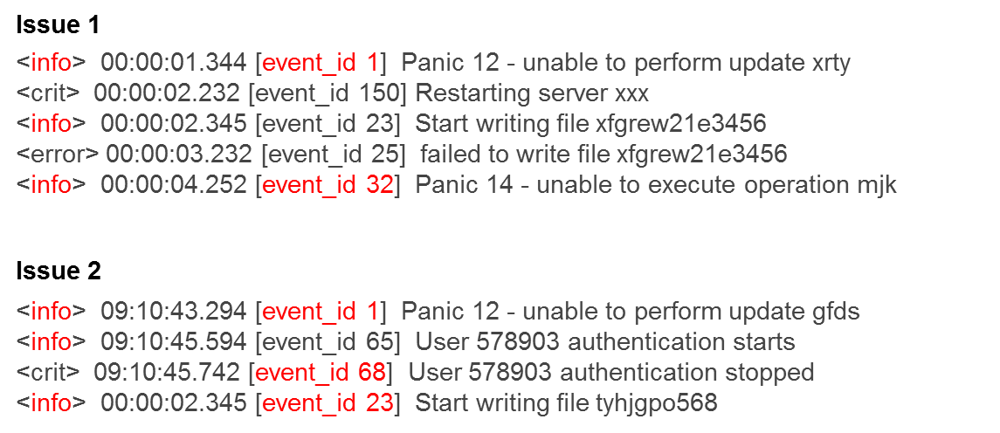 Issue 1
<info> 00:00:01.344 [event_id 1] Panic 12 - unable to perform update xrty
<crit> 00:00:02.232 [event_id 150] Restarting server xxx
<info> 00:00:02.345 [event_id 23] Start writing file xfgrew21e3456
<error> 00:00:03.232 [event_id 25] failed to write file xfgrew21e3456
<info> 00:00:04.252 [event_id 32] Panic 14 - unable to execute operation mjk
Issue 2
<info> 09:10:43.294 [event_id 1] Panic 12 - unable to perform update gfds
<info> 09:10:45.594 [event_id 65] User 578903 authentication starts
<crit> 09:10:45.742 [event_id 68] User 578903 authentication stopped
<info> 00:00:02.345 [event_id 23] Start writing file tyhjgpo568